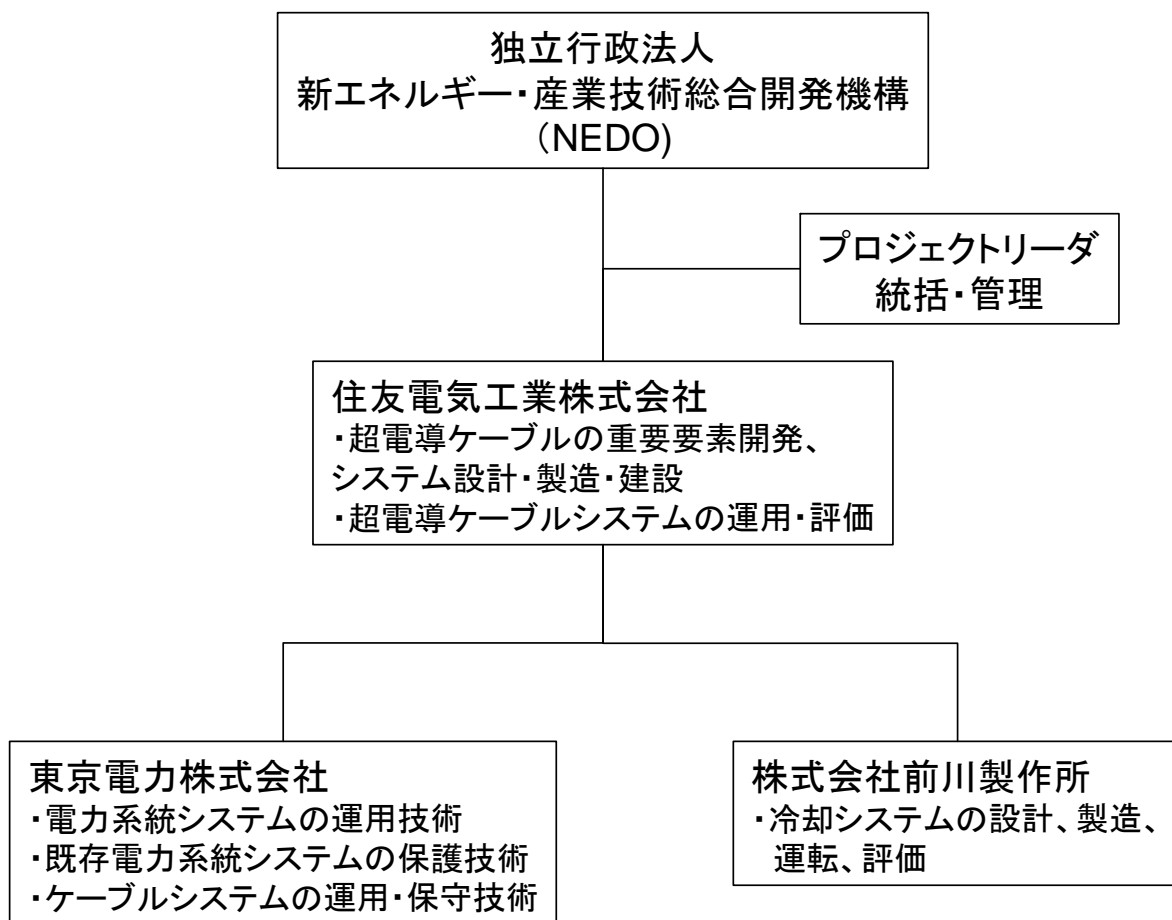 独立行政法人
新エネルギー・産業技術総合開発機構
（NEDO)
プロジェクトリーダ
統括・管理
住友電気工業株式会社
・超電導ケーブルの重要要素開発、
システム設計・製造・建設
・超電導ケーブルシステムの運用・評価
東京電力株式会社
・電力系統システムの運用技術
・既存電力系統システムの保護技術
・ケーブルシステムの運用・保守技術
株式会社前川製作所
・冷却システムの設計、製造、
運転、評価